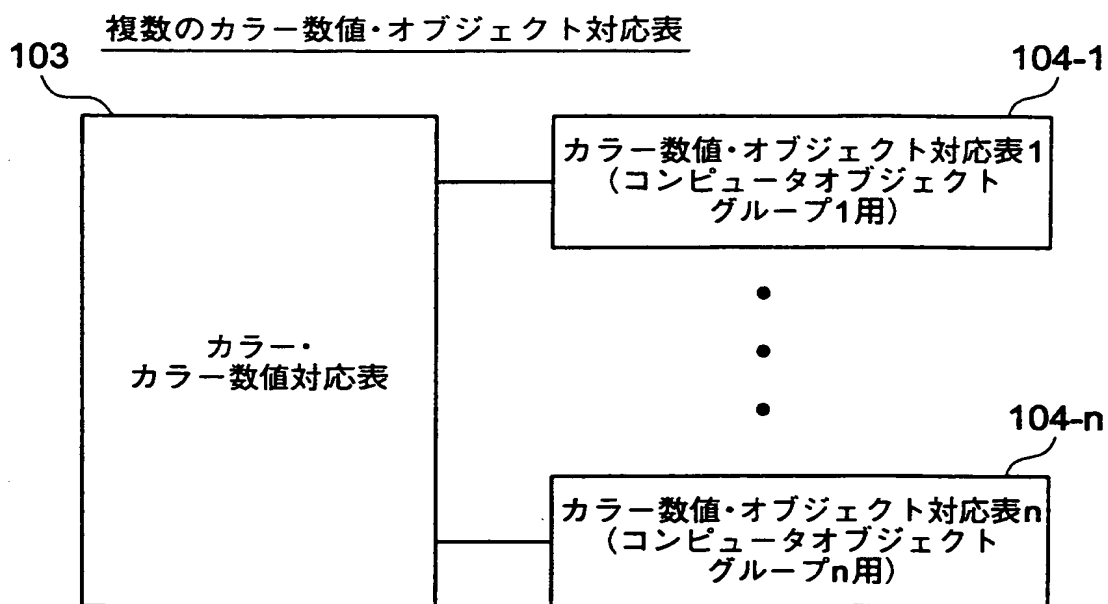 複数のカラー数値・オブジェクト対応表
103
104-1
カラー数値・オブジェクト対応表1
（コンピュータオブジェクト
グループ1用）
カラー・
カラー数値対応表
104-n
カラー数値・オブジェクト対応表n
（コンピュータオブジェクト
グループn用）